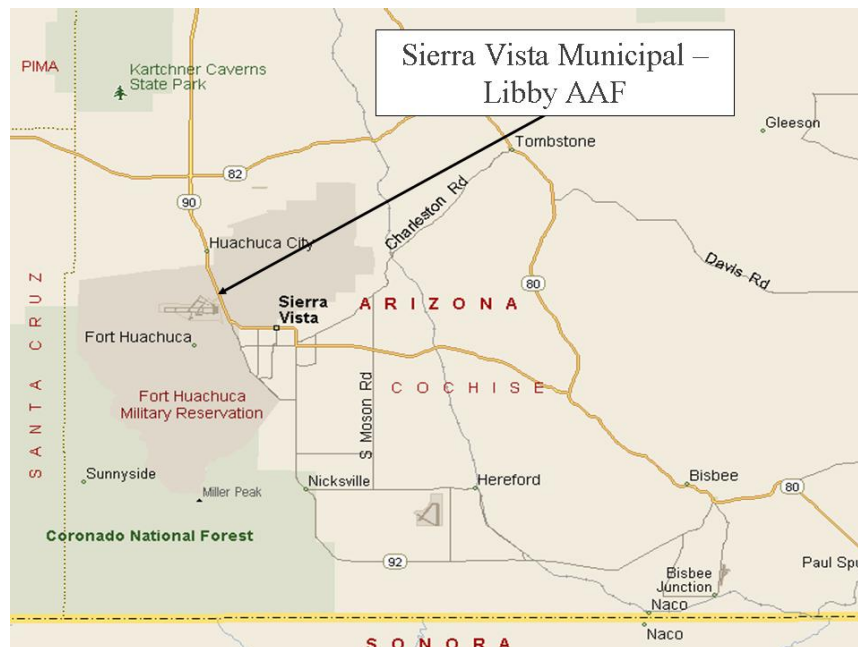 Sierra Vista Municipal –
Libby AAF
PIMA
Kartchner Caverns
State Park
Gleeson
Tombstone
82
90
Charleston Rd
Huachuca City
Davis Rd
80
SANTA CRUZ
Sierra
Vista
ARIZONA
Fort Huachuca
COCHISE
Fort Huachuca
Military Reservation
S Moson Rd
Sunnyside
Miller Peak
Nicksville
Hereford
Bisbee
80
Coronado National Forest
92
Bisbee
Junction
Paul Spu
Naco
Naco
SONORA